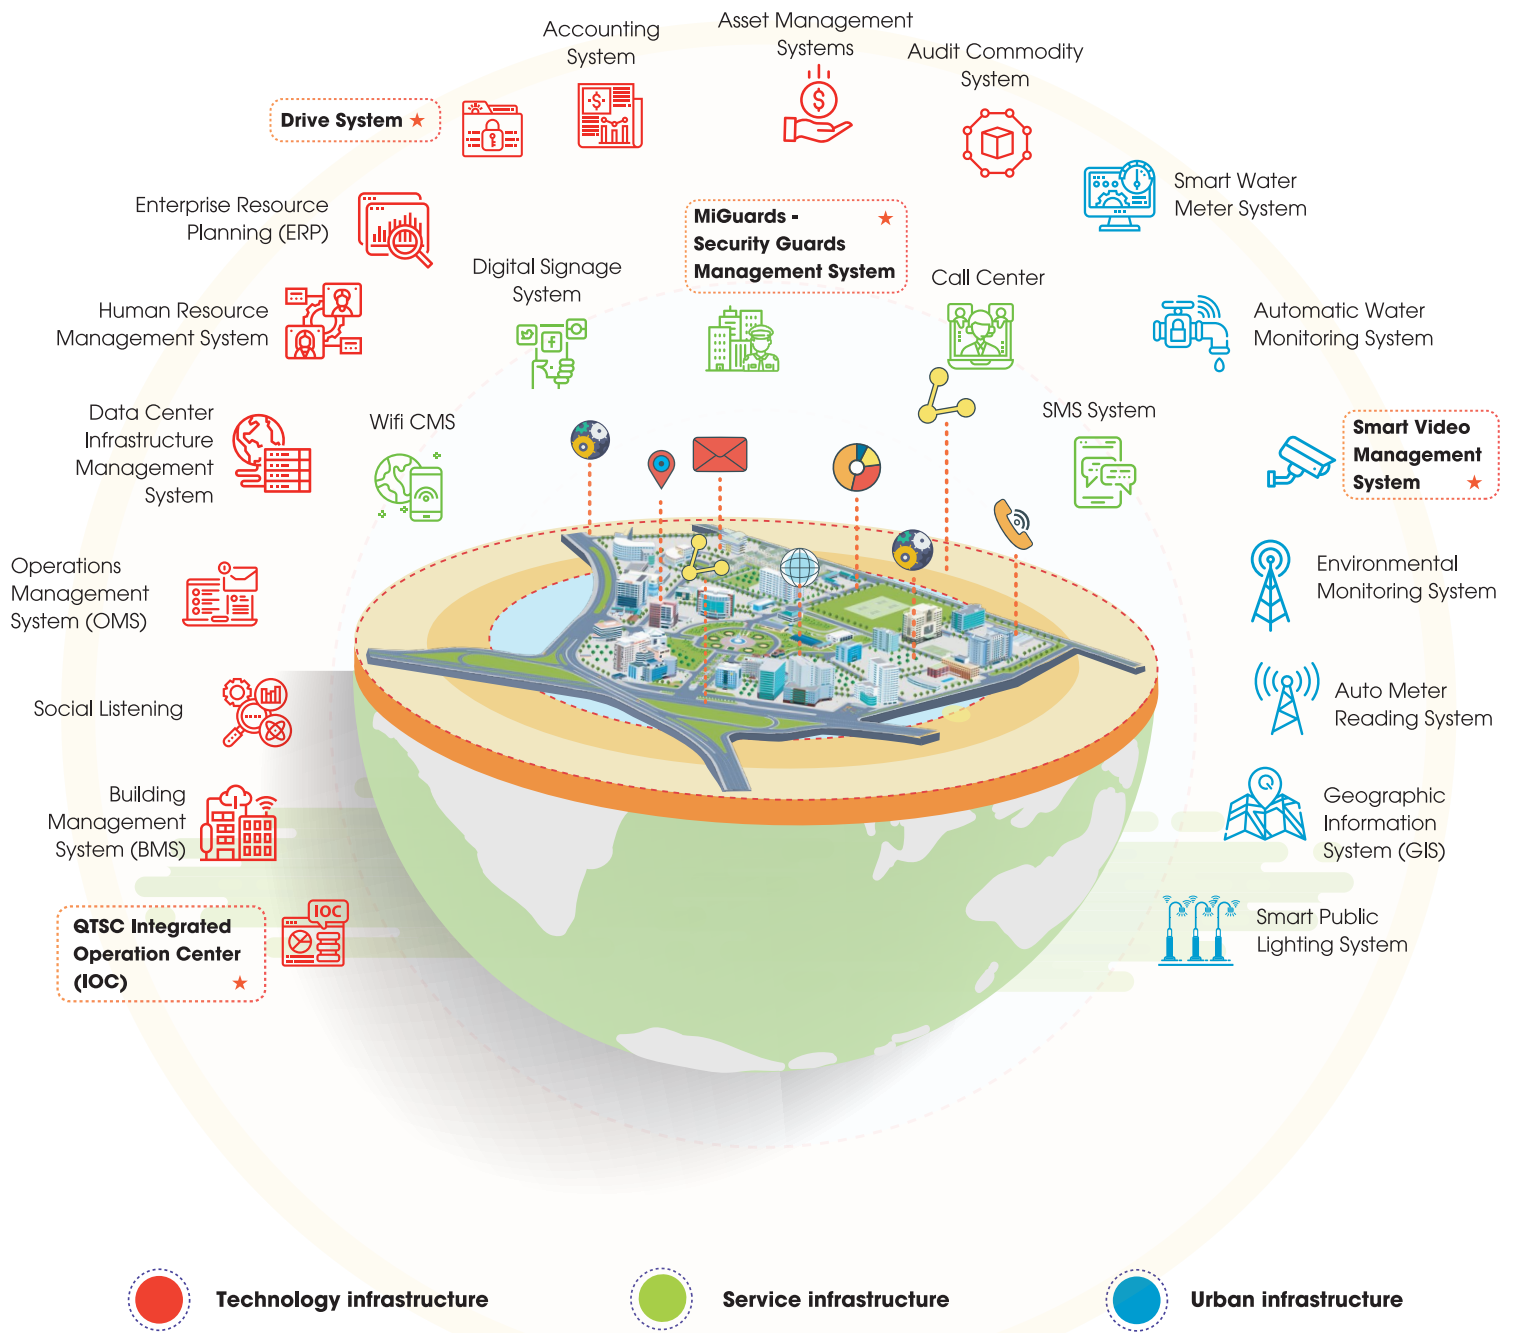 Accounting
System
Asset Management
Systems
Audit Commodity
System
Drive System
Smart Water
Meter System
Enterprise Resource
Planning (ERP)
MiGuards -
Security Guards
Management System
Digital Signage
System
Call Center
Human Resource
Management System
Automatic Water
Monitoring System
Data Center
Infrastructure
Management
System
Wifi CMS
SMS System
Smart Video
Management
System
Operations
Management
System (OMS)
Environmental
Monitoring System
Social Listening
Auto Meter
Reading System
Building
Management
System (BMS)
Q
Geographic
Information
System (GIS)
QTSC Integrated
Operation Center
(IOC)
IOC
Smart Public
Lighting System
Technology infrastructure
Service infrastructure
Urban infrastructure